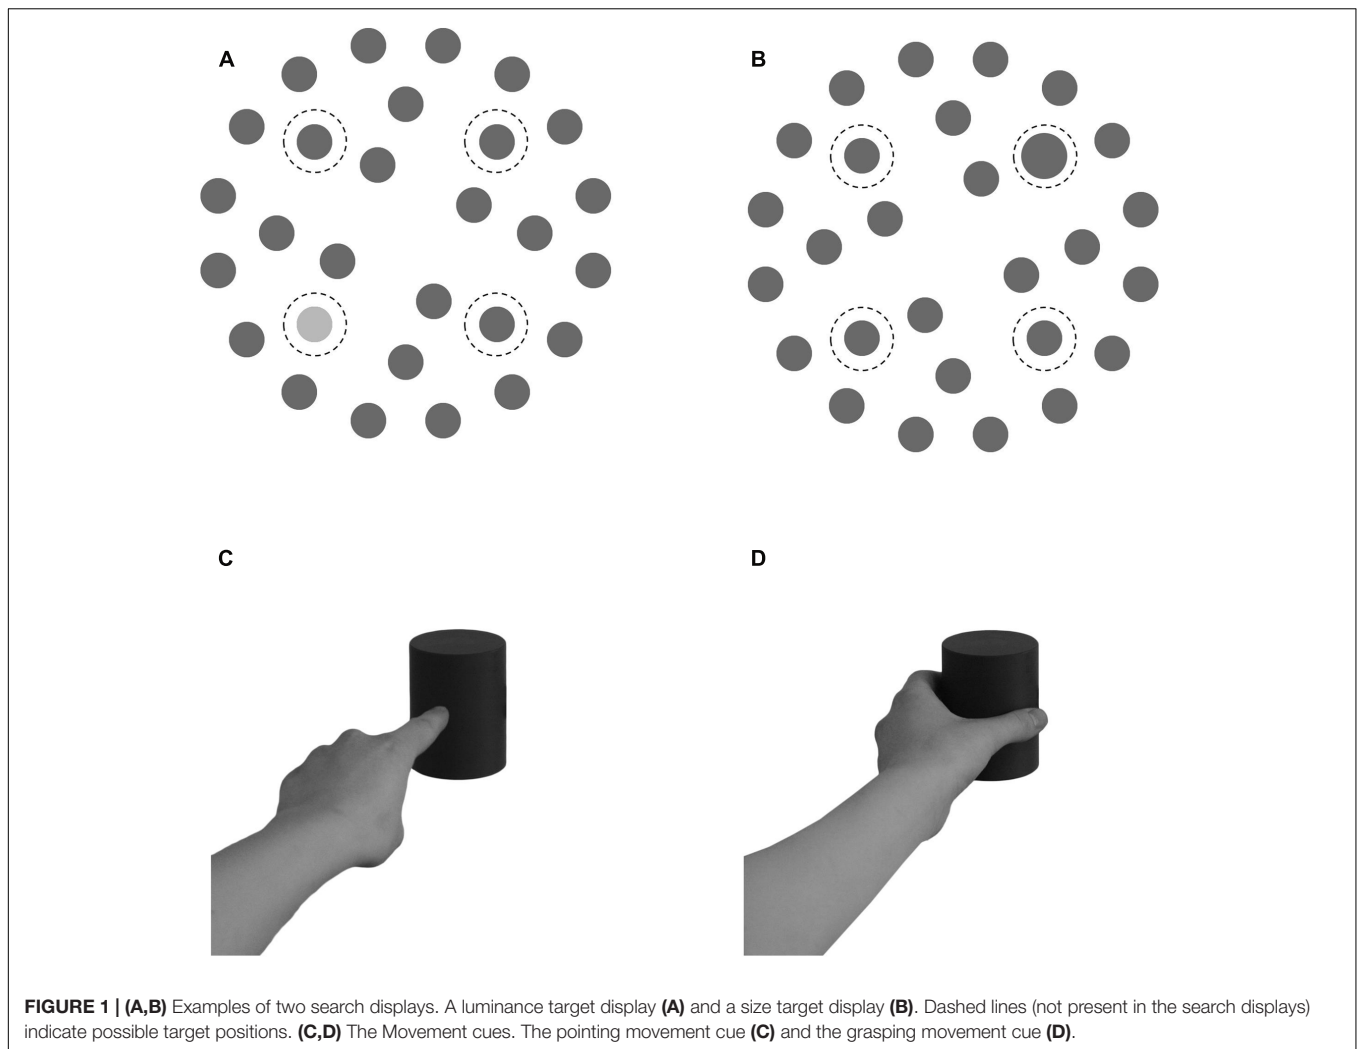 A
B
C
D
FIGURE 1 | (A,B) Examples of two search displays. A luminance target display (A) and a size target display (B). Dashed lines (not present in the search displays)
indicate possible target positions. (C,D) The Movement cues. The pointing movement cue (C) and the grasping movement cue (D).